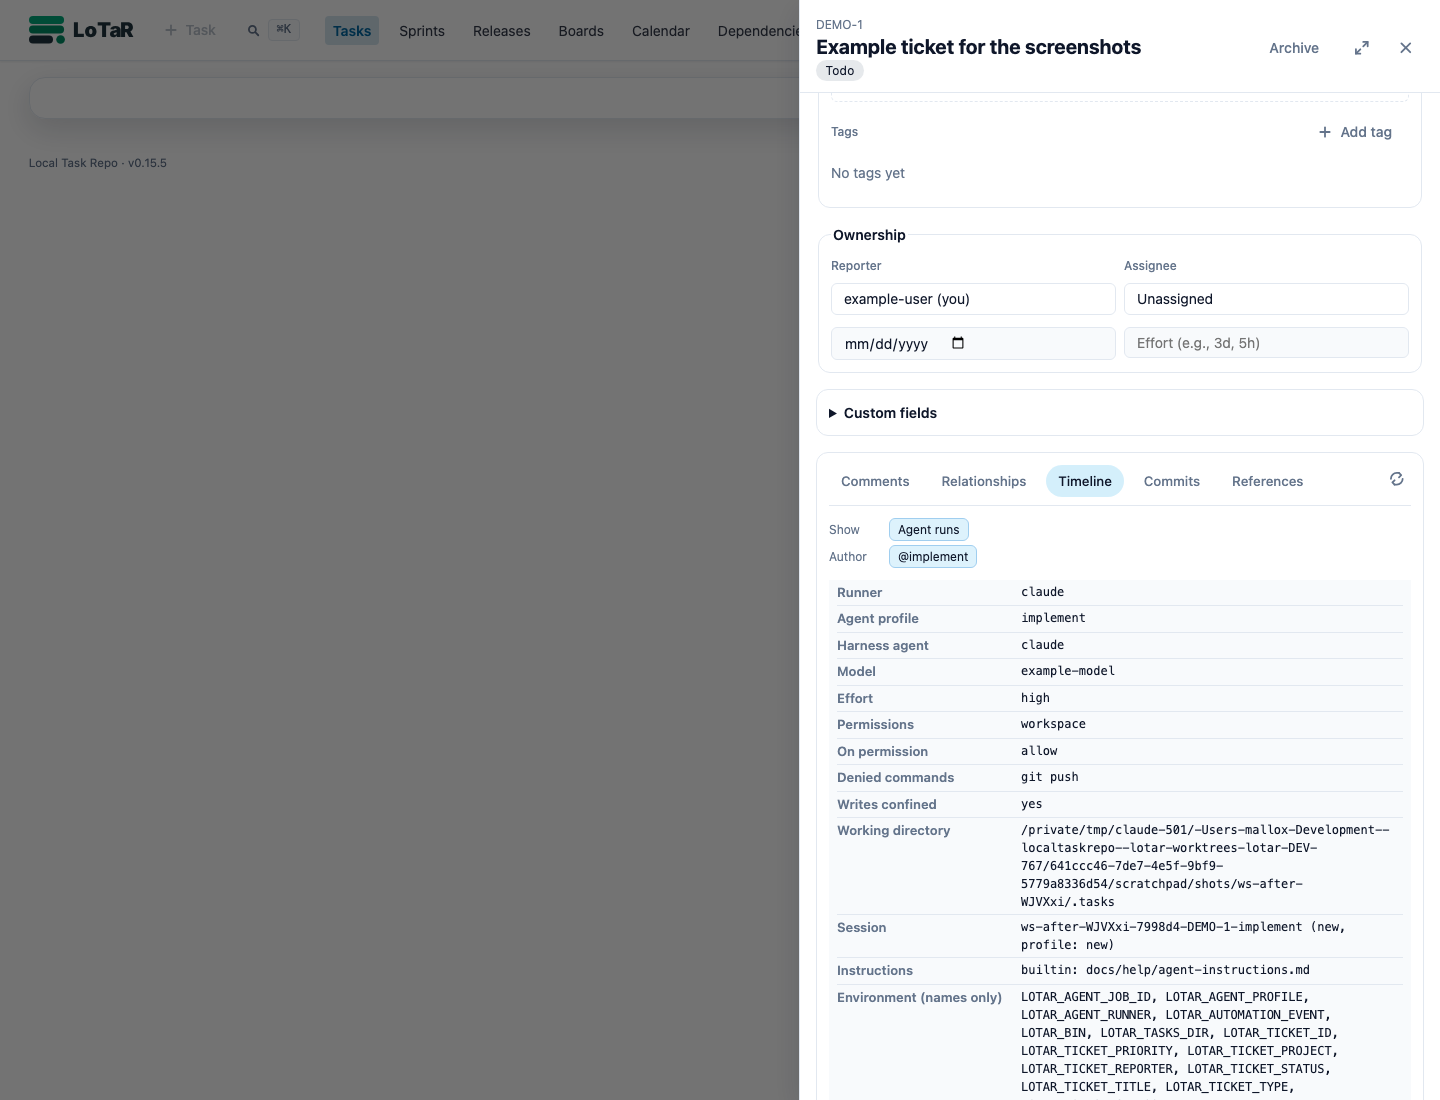 LoTaR
Task
⌘K
Tasks
Sprints
Releases
Boards
Calendar
Local Task Repo · v0.15.5
DEMO-1
Example ticket for the screenshots
Archive
Todo
Tags
Add tag
No tags yet
Ownership
Reporter
Assignee
example-user (you)
Unassigned
mm/dd/yyyy
Effort (e.g., 3d, 5h)
Custom fields
Comments
Relationships
Timeline
Commits
References
Show
Agent runs
Author
@implement
Runner
claude
Agent profile
implement
Harness agent
claude
Model
example-model
Effort
high
Permissions
workspace
On permission
allow
Denied commands
git push
Writes confined
yes
Working directory
/private/tmp/claude-501/-Users-mallox-Development--
localtaskrepo--lotar-worktrees-lotar-DEV-
767/641ccc46-7de7-4e5f-9bf9-
5779a8336d54/scratchpad/shots/ws-after-
WJVXxi/.tasks
Session
ws-after-WJVXxi-7998d4-DEMO-1-implement (new,
profile: new)
Instructions
builtin: docs/help/agent-instructions.md
Environment (names only)
LOTAR_AGENT_JOB_ID, LOTAR_AGENT_PROFILE,
LOTAR_AGENT_RUNNER, LOTAR_AUTOMATION_EVENT,
LOTAR_BIN, LOTAR_TASKS_DIR, LOTAR_TICKET_ID,
LOTAR_TICKET_PRIORITY, LOTAR_TICKET_PROJECT,
LOTAR_TICKET_REPORTER, LOTAR_TICKET_STATUS,
LOTAR_TICKET_TITLE, LOTAR_TICKET_TYPE,